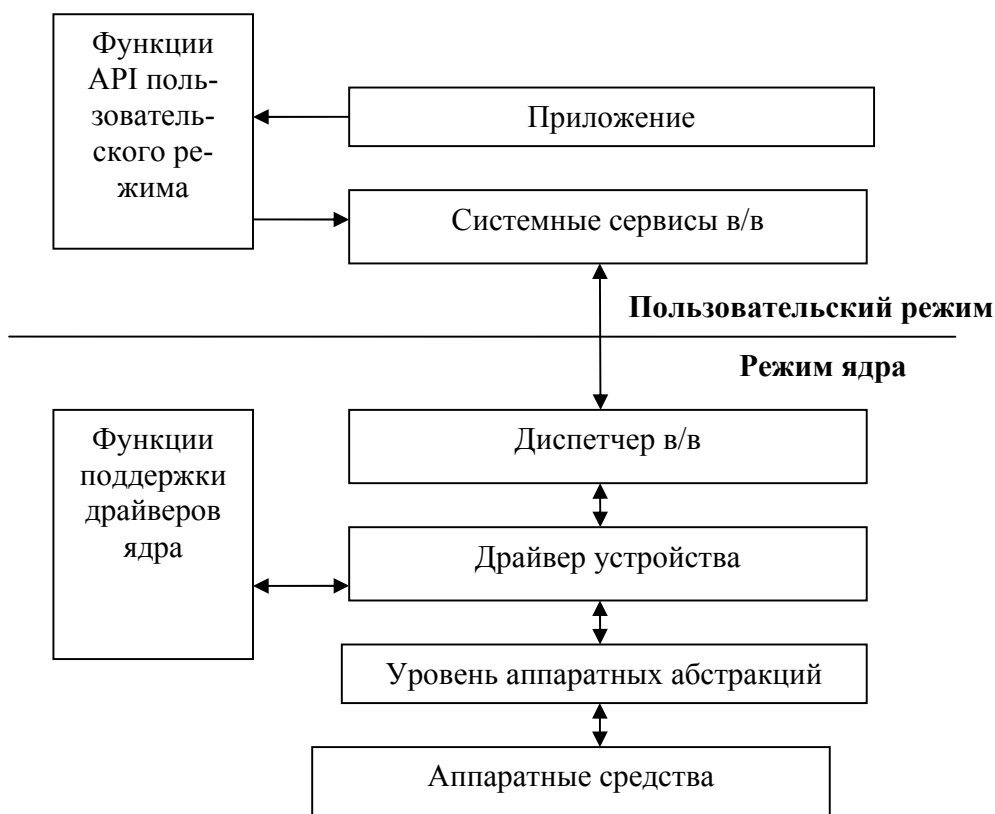 Функции
API поль-
зователь-
ского ре-
жима
Приложение
Системные сервисы в/в
Пользовательский режим
Режим ядра
Функции
поддержки
драйверов
ядра
Диспетчер в/в
Драйвер устройства
Уровень аппаратных абстракций
Аппаратные средства